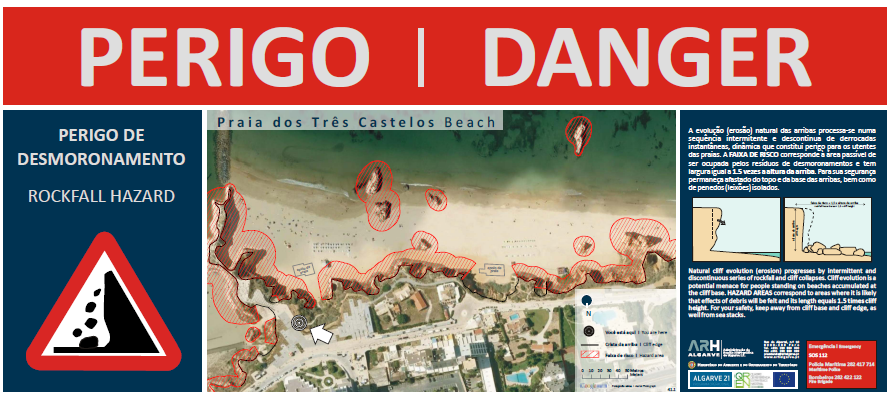 PERIGO | DANGER
PERIGO DE
DESMORONAMENTO
ROCKFALL HAZARD
Praia dos Três Castelos Beach
N
Você está aqui | You are here
Crista da arriba | Cliff edge
Faixa de risco | Hazard area
A evolução (erosão) natural das arribas processa-se numa
sequência intermitente e descontínua de derrocadas
instantâneas, dinâmica que constitui perigo para os utentes
das praias. A FAIXA DE RISCO corresponde à área passível de
ser ocupada pelos resíduos de desmoronamentos e tem
largura igual a 1.5 vezes a altura da arriba. Para sua segurança
permaneça afastado do topo e da base das arribas, bem como
de penedos (leixões) isolados.
Natural cliff evolution (erosion) progresses by intermittent and
discontinuous series of rockfall and cliff collapses. Cliff evolution is a
potential menace for people standing on beaches accumulated at
the cliff base. HAZARD AREAS correspond to areas where it is likely
that effects of debris will be felt and its length equals 1.5 times cliff
height. For your safety, keep away from cliff base and cliff edge, as
well from sea stacks.
ARH
ALGARVE
ALGARVE 21
Emergência | Emergency
SOS 112
Polícia Marítima 282 417 714
Maritime Police
Bombeiros 282 422 122
Fire Brigade